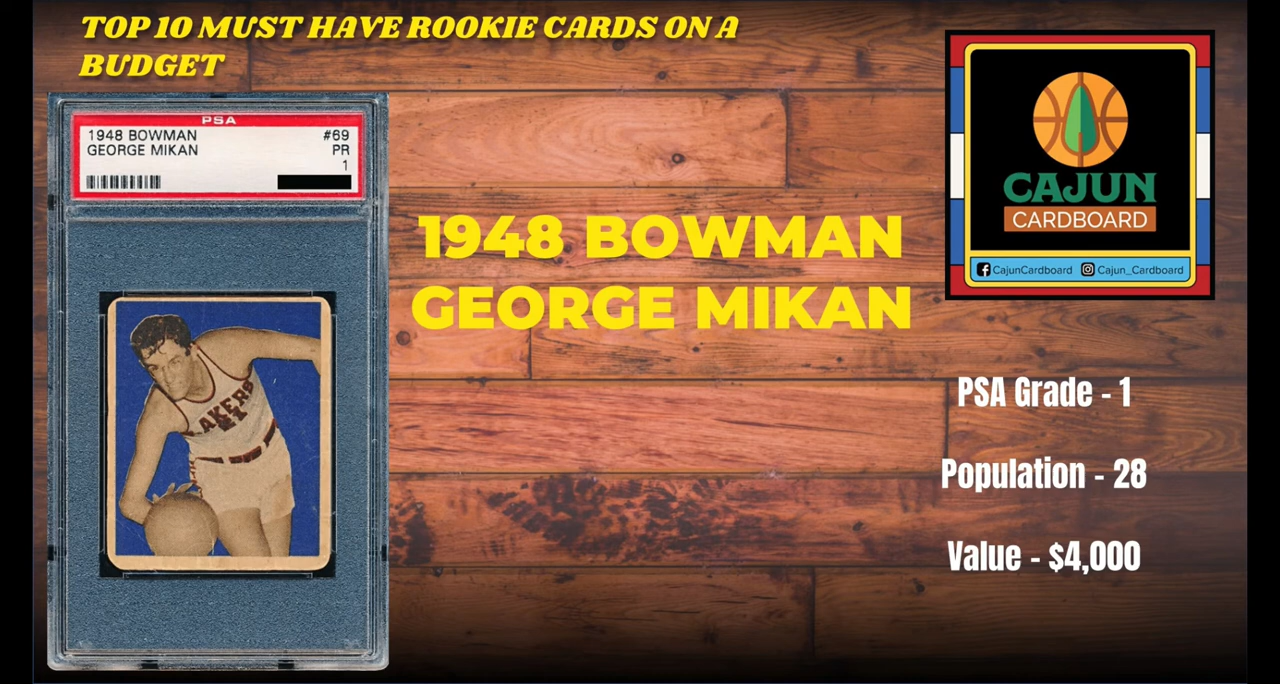 TOP 10 MUST HAVE ROOKIE CARDS ON A
BUDGET
PSA
1948 BOWMAN #69
GEORGE MIKAN PR
1
LAKERS
1948 BOWMAN
GEORGE MIKAN
CAJUN
CARDBOARD
CajunCardboard Cajun_Cardboard
PSA Grade - 1
Population - 28
Value - $4,000